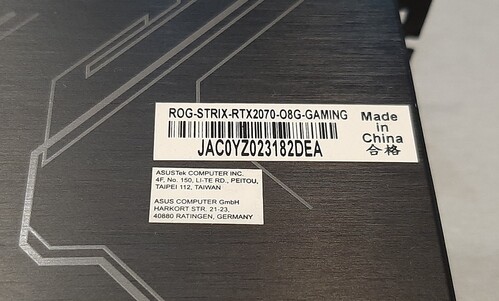 ROG-STRIX-RTX2070-O8G-GAMING
JAC0YZ023182DEA
Made
in
China
合格
ASUSTek COMPUTER INC.
4F, No. 150, LI-TE RD., PEITOU,
TAIPEI 112, TAIWAN
ASUS COMPUTER GmbH
HARKORT STR. 21-23,
40880 RATINGEN, GERMANY